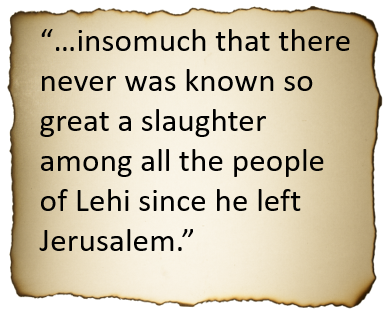 “…insomuch that there
never was known so
great a slaughter
among all the people
of Lehi since he left
Jerusalem.”